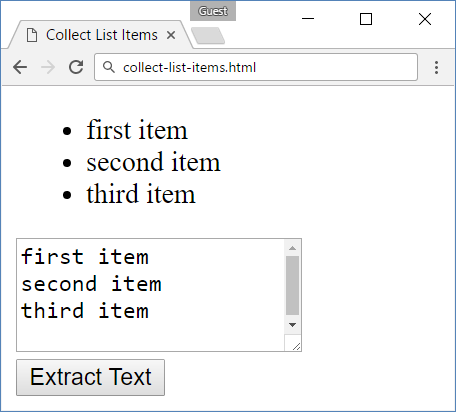 Guest
Collect List Items
collect-list-items.html
first item
second item
third item
first item
second item
third item
Extract Text